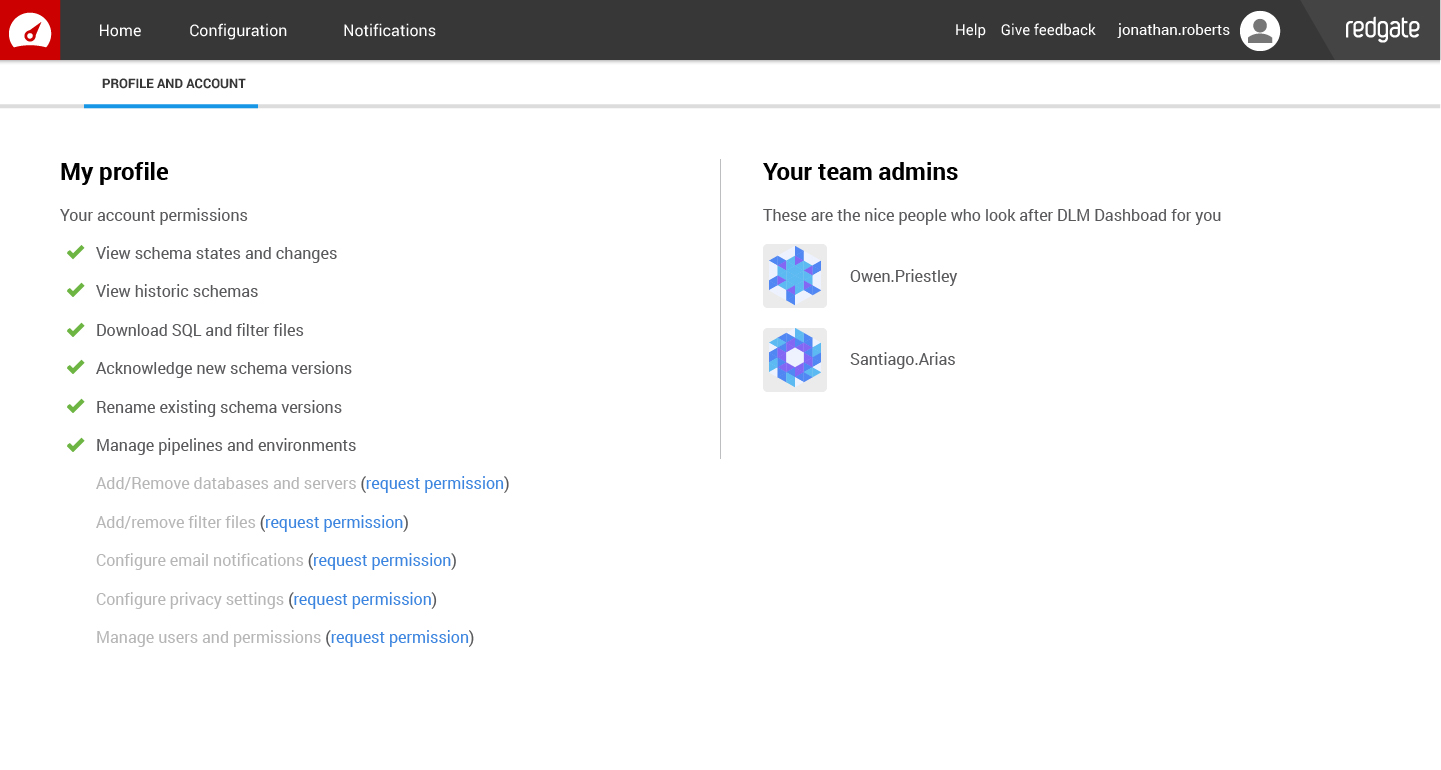 Home Configuration Notifications Help Give feedback jonathan.roberts redgate
PROFILE AND ACCOUNT
My profile
Your account permissions
View schema states and changes
View historic schemas
Download SQL and filter files
Acknowledge new schema versions
Rename existing schema versions
Manage pipelines and environments
Add/Remove databases and servers (request permission)
Add/remove filter files (request permission)
Configure email notifications (request permission)
Configure privacy settings (request permission)
Manage users and permissions (request permission)
Your team admins
These are the nice people who look after DLM Dashboad for you
Owen.Priestley
Santiago.Arias